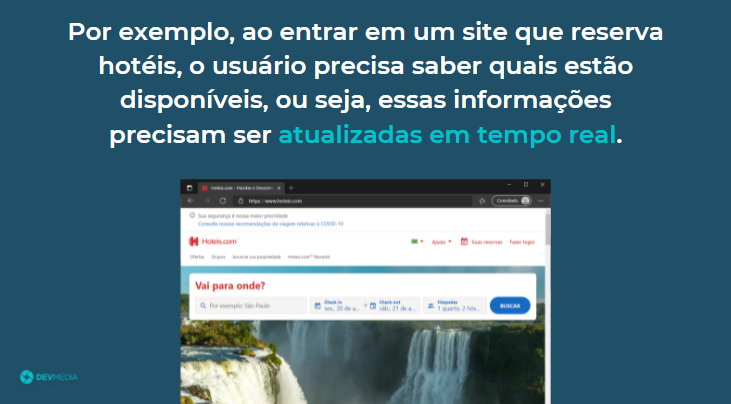 Por exemplo, ao entrar em um site que reserva
hotéis, o usuário precisa saber quais estão
disponíveis, ou seja, essas informações
precisam ser atualizadas em tempo real.
Hoteis.com - Pacotes e Descont
https://www.hoteis.com
Convidado
Sua segurança é nossa maior prioridade
Consulte nossas recomendações de viagem relativas à COVID-19
Hoteis.com
Ajuda
Suas reservas
Fazer login
Ofertas
Grupos
Anunciar sua propriedade
Hoteis.com™ Rewards
Vai para onde?
Por exemplo: São Paulo
Check in
sex., 20 de a...
Check out
sáb., 21 de a...
Hóspedes
1 quarto, 2 hós...
BUSCAR
DEVMEDIA